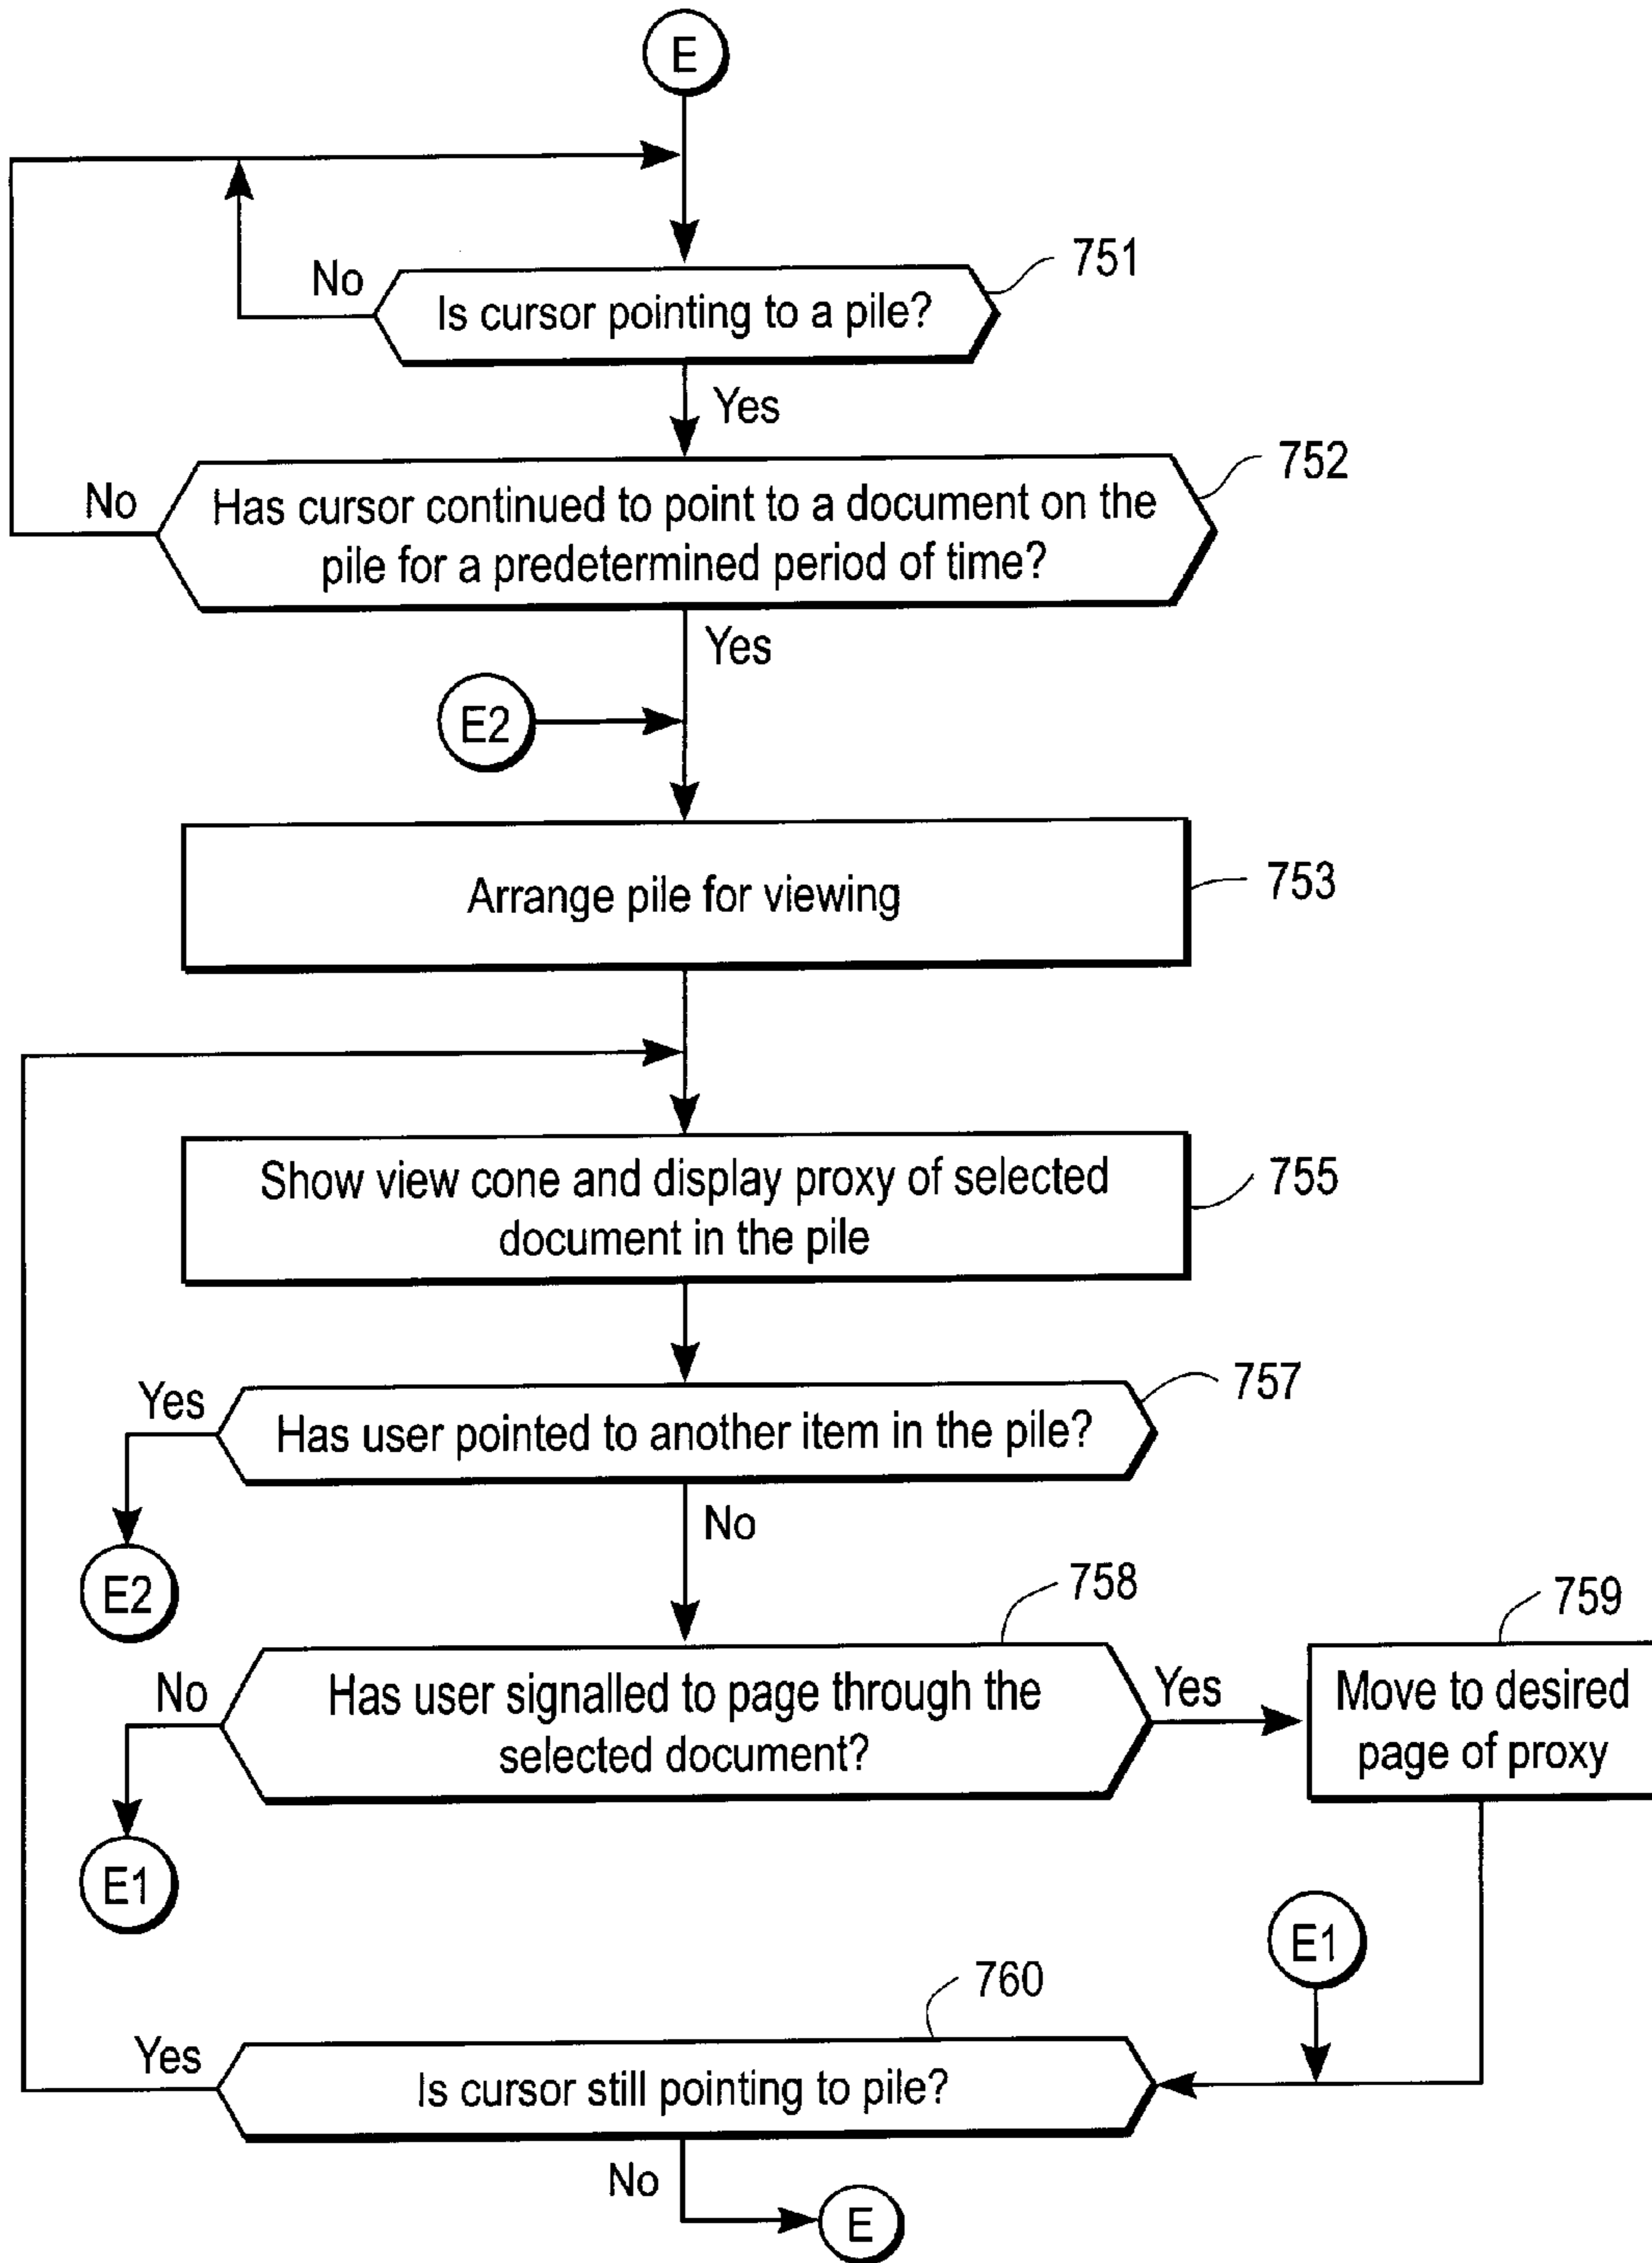 E
751
No
Is cursor pointing to a pile?
Yes
752
No
Has cursor continued to point to a document on the
pile for a predetermined period of time?
Yes
E2
753
Arrange pile for viewing
755
Show view cone and display proxy of selected
document in the pile
757
Yes
Has user pointed to another item in the pile?
No
E2
758
759
No
Has user signalled to page through the
selected document?
Yes
Move to desired
page of proxy
E1
E1
760
Yes
Is cursor still pointing to pile?
No
E